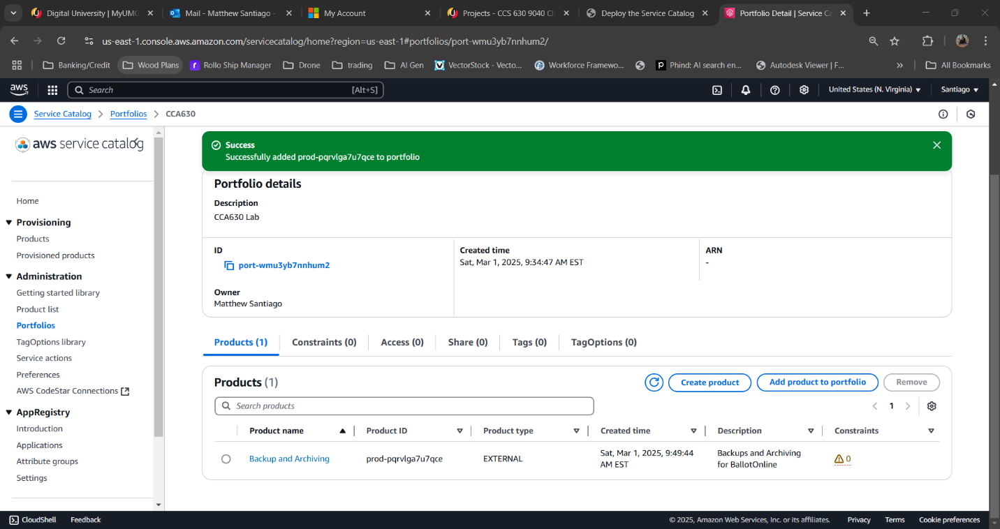 Digital University | MyUMG
Mail - Matthew Santiago -
My Account
Projects - CCS 630 9040 Cl
Deploy the Service Catalog
Portfolio Detail | Service Ca
us-east-1.console.aws.amazon.com/servicecatalog/home?region=us-east-1#portfolios/port-wmu3yb7nnhum2/
Banking/Credit
Wood Plans
Rollo Ship Manager
Drone
trading
AI Gen
VectorStock - Vecto...
Workforce Framewo...
Phind: AI search en...
Autodesk Viewer | F...
»
All Bookmarks
aws
Search
[Alt+S]
United States (N. Virginia)
Santiago
Service Catalog
Portfolios
CCA630
aws service catalog
Home
Provisioning
Products
Provisioned products
Administration
Getting started library
Product list
Portfolios
TagOptions library
Service actions
Preferences
AWS CodeStar Connections
AppRegistry
Introduction
Applications
Attribute groups
Settings
Success
Successfully added prod-pqrvlga7u7qce to portfolio
Portfolio details
Description
CCA630 Lab
ID
port-wmu3yb7nnhum2
Owner
Matthew Santiago
Created time
Sat, Mar 1, 2025, 9:34:47 AM EST
ARN
-
Products (1)
Constraints (0)
Access (0)
Share (0)
Tags (0)
TagOptions (0)
Products (1)
Create product
Add product to portfolio
Remove
Search products
1
Product name
Product ID
Product type
Created time
Description
Constraints
Backup and Archiving
prod-pqrvlga7u7qce
EXTERNAL
Sat, Mar 1, 2025, 9:49:44
AM EST
Backups and Archiving
for BallotOnline
0
CloudShell
Feedback
© 2025, Amazon Web Services, Inc. or its affiliates.
Privacy
Terms
Cookie preferences